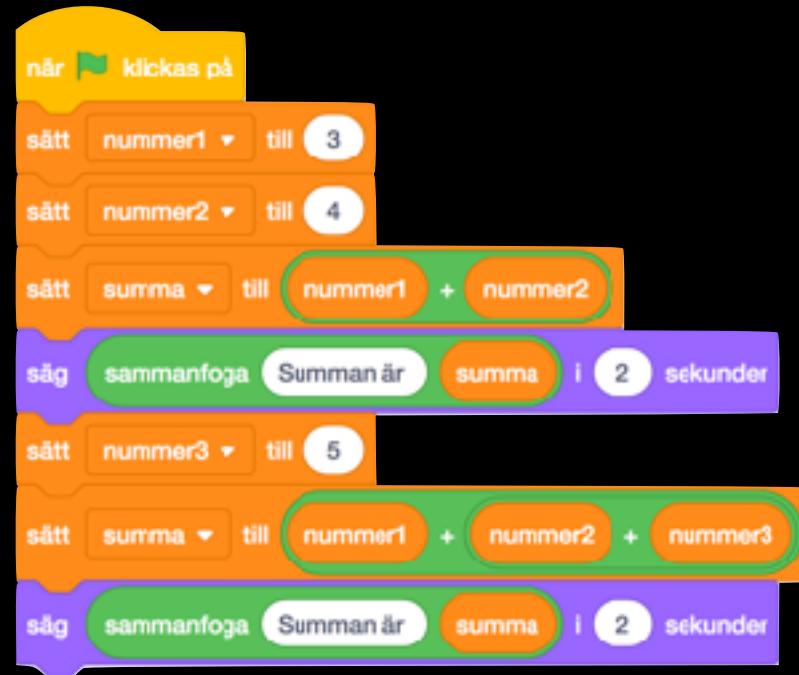 när klickas på
sätt nummer1 till 3
sätt nummer2 till 4
sätt summa till nummer1 + nummer2
säg sammanfoga Summan är summa i 2 sekunder
sätt nummer3 till 5
sätt summa till nummer1 + nummer2 + nummer3
säg sammanfoga Summan är summa i 2 sekunder